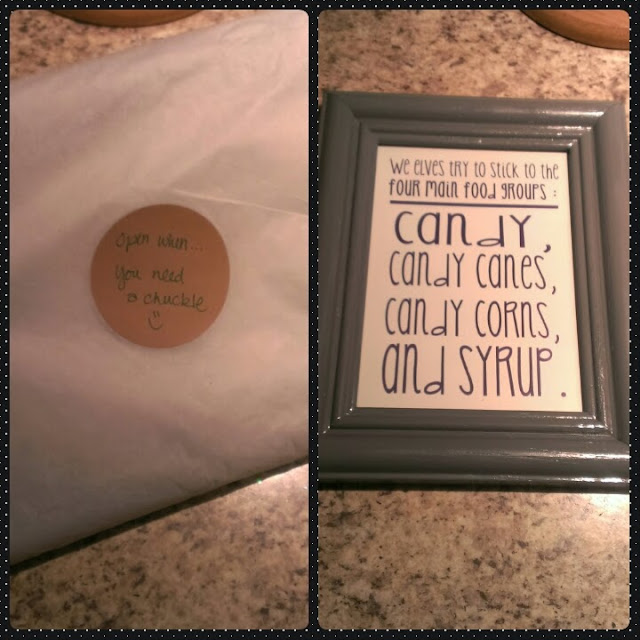 open when...
you need
a chuckle
We elves try to stick to the
four main food groups :
candy,
candy canes,
candy corns,
and syrup.